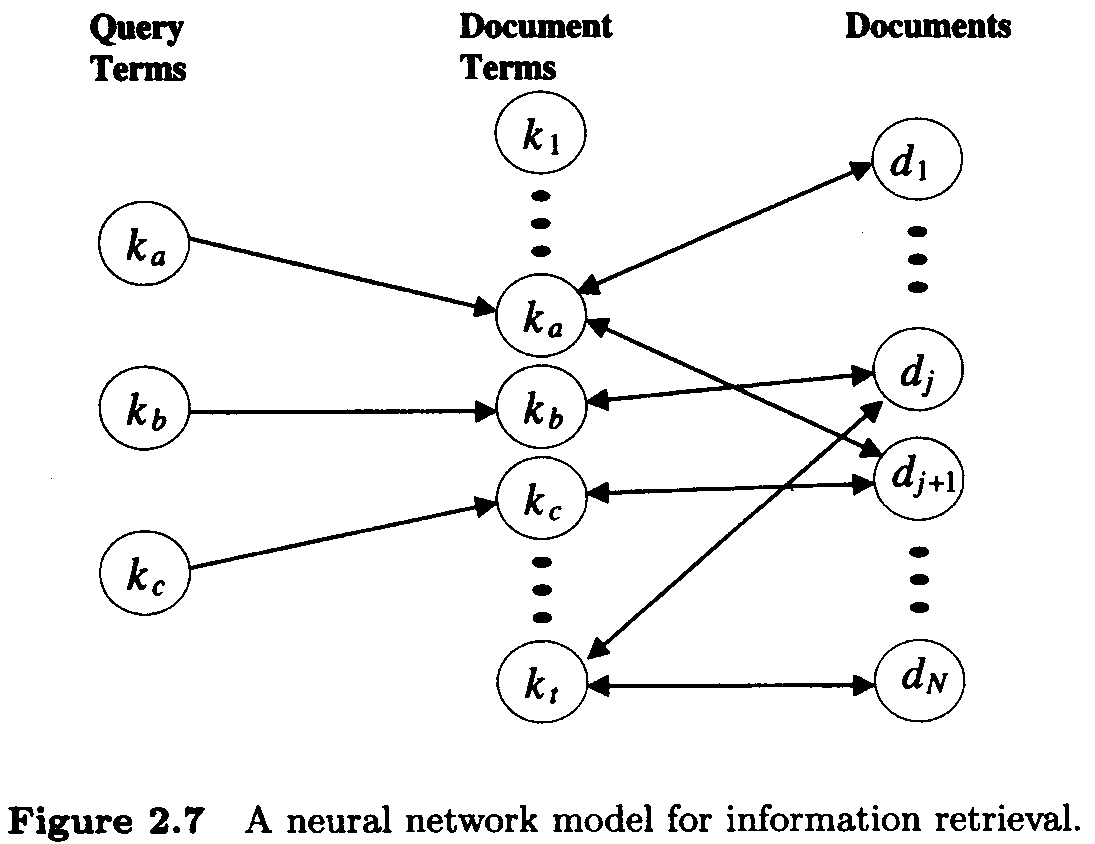 Query Terms
Document Terms
Documents
k1
d1
ka
ka
dj
kb
kb
dj+1
kc
kc
kt
dN
Figure 2.7 A neural network model for information retrieval.